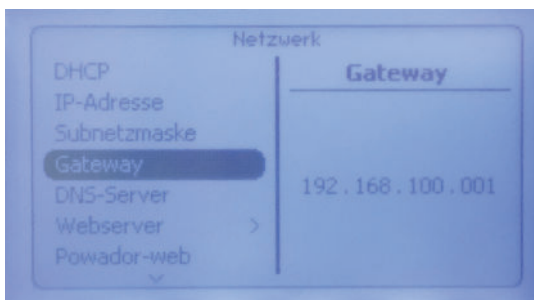 Netzwerk
DHCP
IP-Adresse
Subnetzmaske
Gateway
DNS-Server
Webserver >
Powador-web
Gateway
192.168.100.001